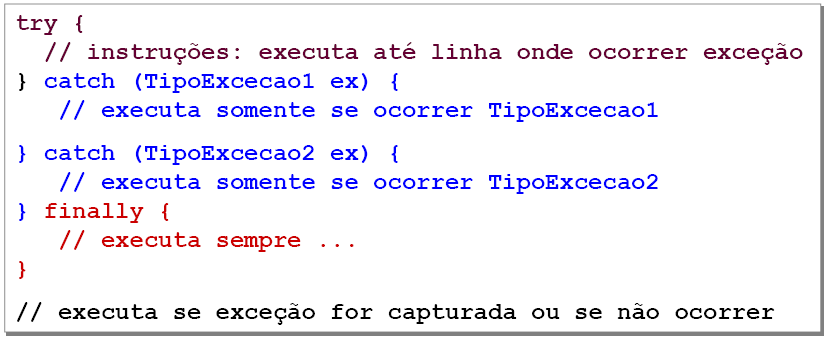 try {
// instruções: executa até linha onde ocorrer exceção
} catch (TipoExcecao1 ex) {
// executa somente se ocorrer TipoExcecao1
} catch (TipoExcecao2 ex) {
// executa somente se ocorrer TipoExcecao2
} finally {
// executa sempre ...
}
// executa se exceção for capturada ou se não ocorrer